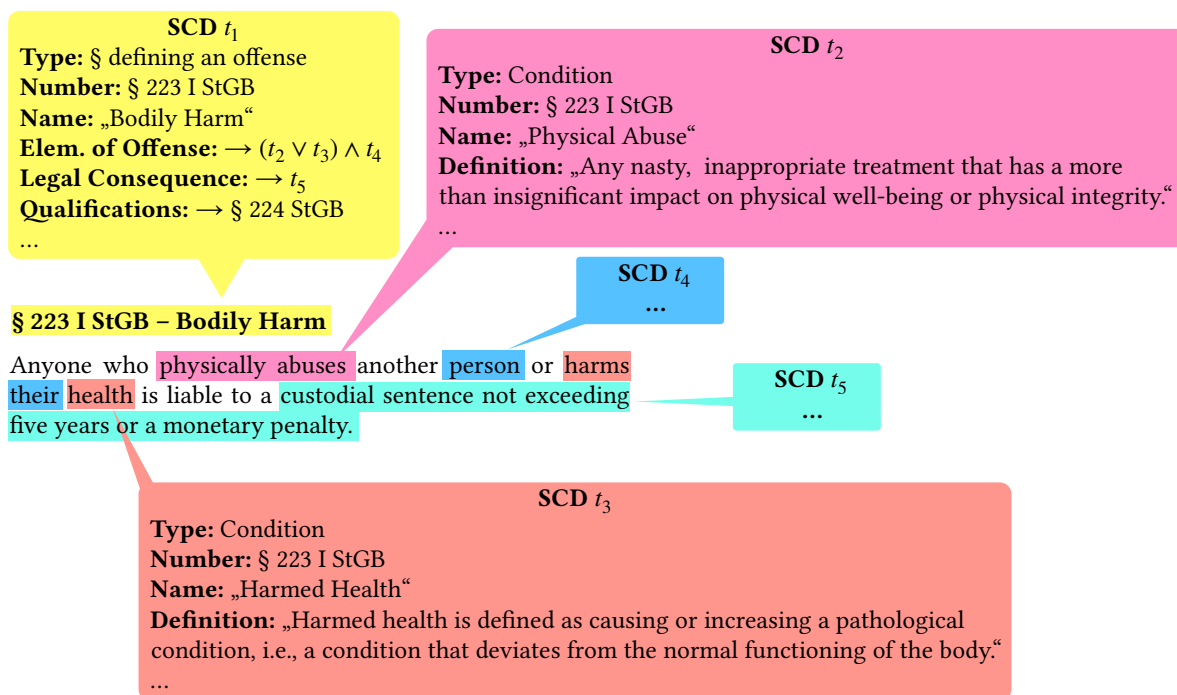 SCD t1
Type: § defining an offense
Number: § 223 I StGB
Name: „Bodily Harm“
Elem. of Offense: → (t2 ∨ t3) ∧ t4
Legal Consequence: → t5
Qualifications: → § 224 StGB
...
SCD t2
Type: Condition
Number: § 223 I StGB
Name: „Physical Abuse“
Definition: „Any nasty, inappropriate treatment that has a more
than insignificant impact on physical well-being or physical integrity.“
...
SCD t4
...
§ 223 I StGB – Bodily Harm
Anyone who physically abuses another person or harms
their health is liable to a custodial sentence not exceeding
five years or a monetary penalty.
SCD t5
...
SCD t3
Type: Condition
Number: § 223 I StGB
Name: „Harmed Health“
Definition: „Harmed health is defined as causing or increasing a pathological
condition, i.e., a condition that deviates from the normal functioning of the body.“
...